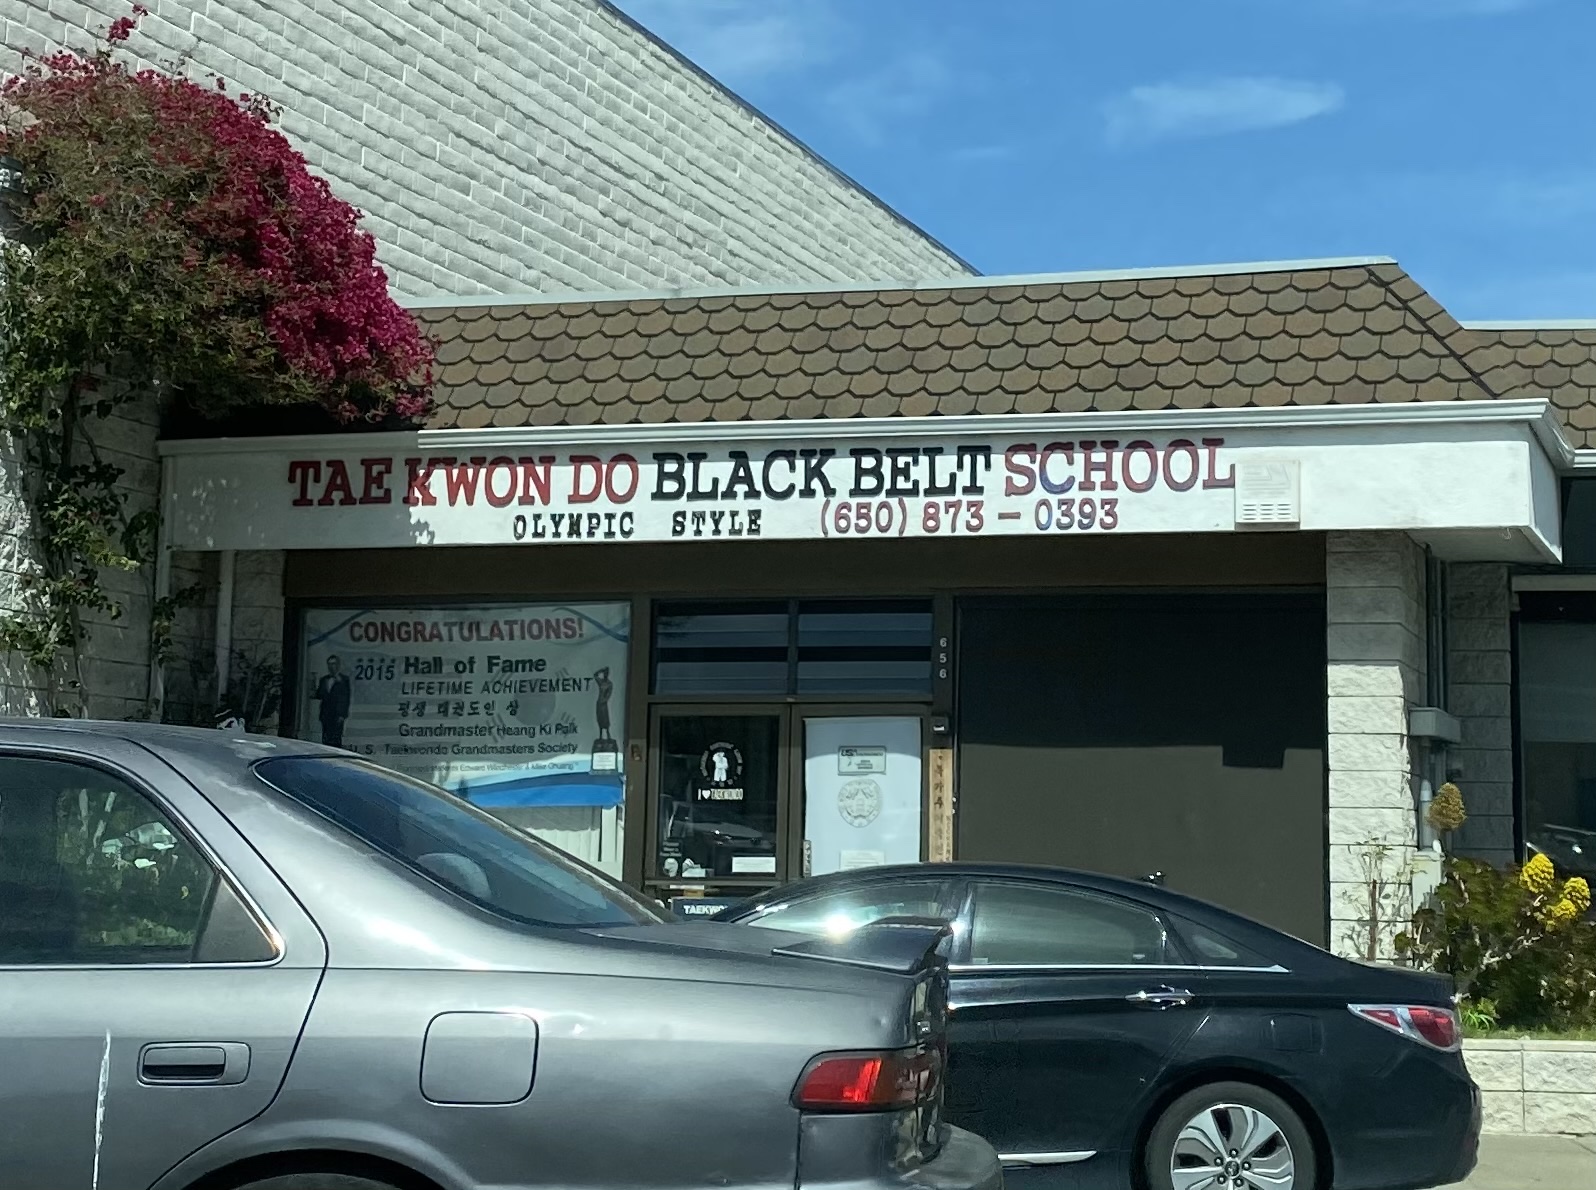 TAE KWON DO BLACK BELT SCHOOL
OLYMPIC STYLE (650) 873-0393
CONGRATULATIONS!
2015 Hall of Fame
LIFETIME ACHIEVEMENT
평생 태권도인 상
Grandmaster Heang Ki Paik
U.S. Taekwondo Grandmasters Society
656
TAEKWO